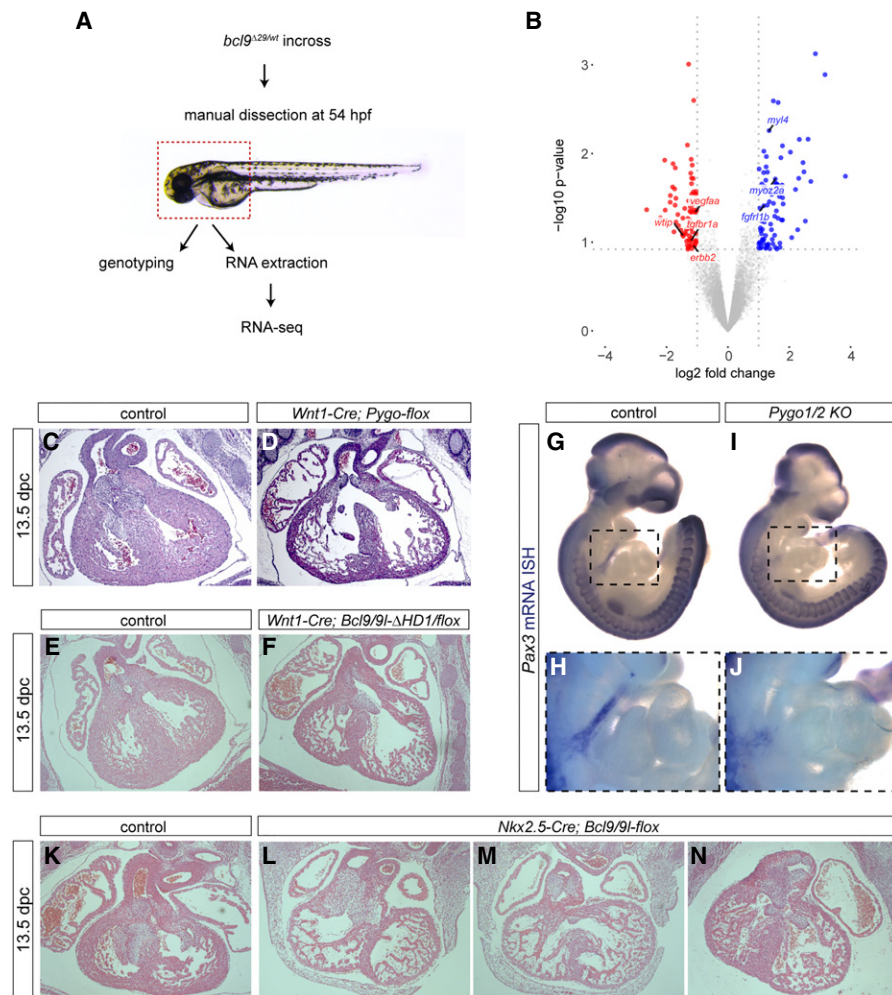 A
bcl9Δ29/wt incross
manual dissection at 54 hpf
genotyping
RNA extraction
RNA-seq
B
3
2
1
0
−log10 p-value
myl4
myoz2a
fgfrl1b
vegfaa
wtip
tgfbr1a
erbb2
−4
−2
0
2
4
log2 fold change
control
Wnt1-Cre; Pygo-flox
13.5 dpc
C
D
control
Pygo1/2 KO
Pax3 mRNA ISH
G
I
H
J
control
Wnt1-Cre; Bcl9/9l-ΔHD1/flox
13.5 dpc
E
F
control
Nkx2.5-Cre; Bcl9/9l-flox
13.5 dpc
K
L
M
N